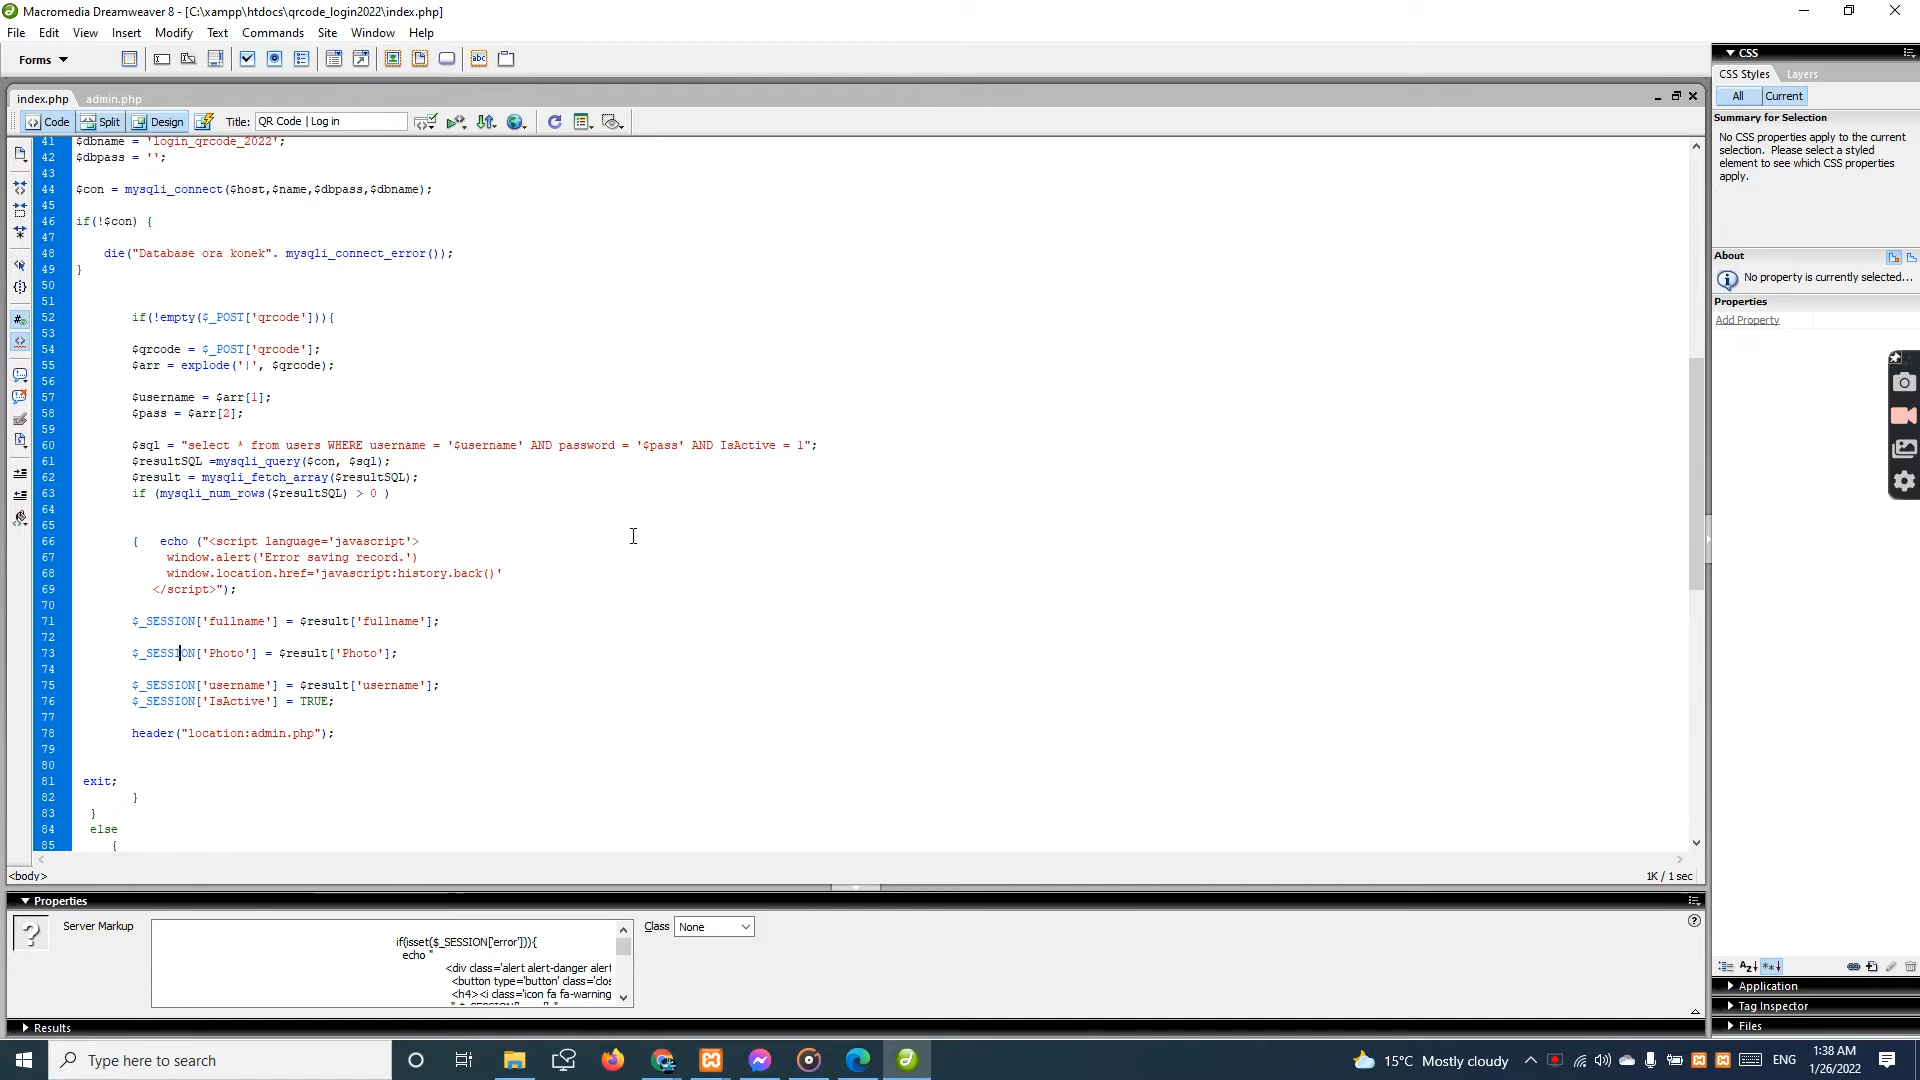 Macromedia Dreamweaver 8 - [C:\xampp\htdocs\qrcode_login2022\index.php]
File Edit View Insert Modify Text Commands Site Window Help
Forms
index.php admin.php
Code Split Design Title: QR Code | Log in
41 $dbname = 'login_qrcode_2022';
42 $dbpass = '';
43
44 $con = mysqli_connect($host,$name,$dbpass,$dbname);
45
46 if(!$con) {
47
48 die("Database ora konek". mysqli_connect_error());
49 }
50
51
52 if(!empty($_POST['qrcode'])){
53
54 $qrcode = $_POST['qrcode'];
55 $arr = explode('|', $qrcode);
56
57 $username = $arr[1];
58 $pass = $arr[2];
59
60 $sql = "select * from users WHERE username = '$username' AND password = '$pass' AND IsActive = 1";
61 $resultSQL =mysqli_query($con, $sql);
62 $result = mysqli_fetch_array($resultSQL);
63 if (mysqli_num_rows($resultSQL) > 0 )
64
65
66 { echo ("<script language='javascript'>
67 window.alert('Error saving record.')
68 window.location.href='javascript:history.back()'
69 </script>");
70
71 $_SESSION['fullname'] = $result['fullname'];
72
73 $_SESSION['Photo'] = $result['Photo'];
74
75 $_SESSION['username'] = $result['username'];
76 $_SESSION['IsActive'] = TRUE;
77
78 header("location:admin.php");
79
80
81 exit;
82 }
83 }
84 else
85 {
<body>
1K / 1 sec
Properties
Server Markup
if(isset($_SESSION['error'])){
echo "
<div class='alert alert-danger alert
<button type='button' class='clos
<h4><i class='icon fa fa-warning
Class None
Results
CSS
CSS Styles Layers
All Current
Summary for Selection
No CSS properties apply to the current
selection. Please select a styled
element to see which CSS properties
apply.
About
No property is currently selected...
Properties
Add Property
Application
Tag Inspector
Files
Type here to search
15°C Mostly cloudy
ENG
1:38 AM
1/26/2022